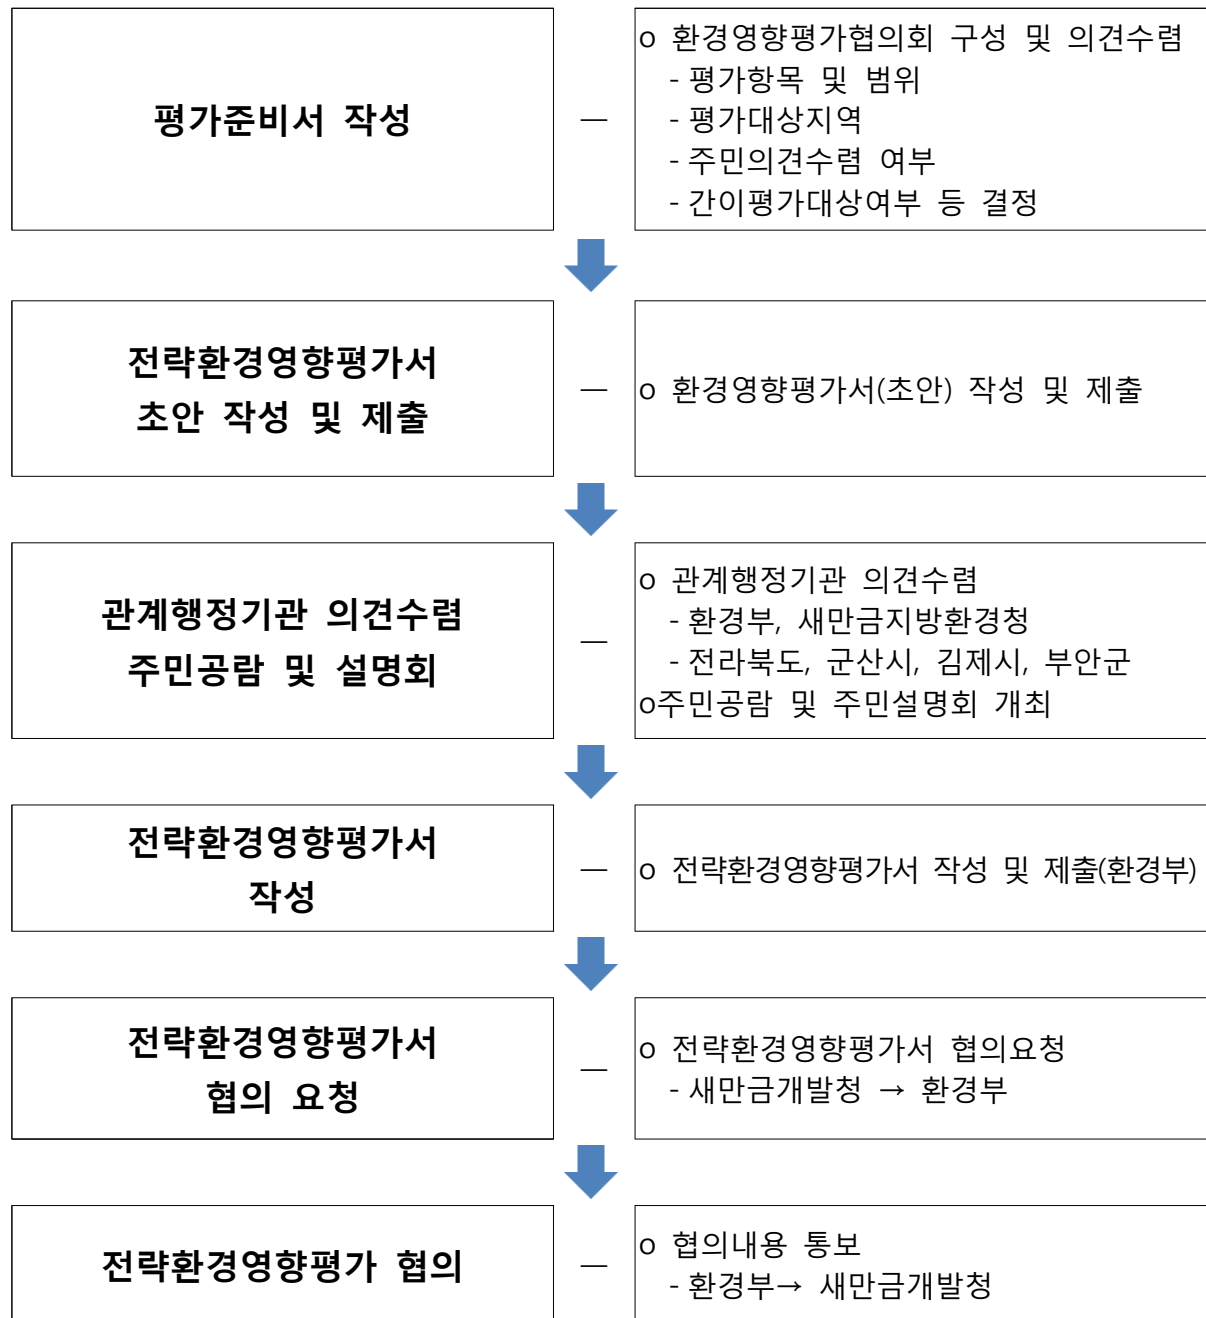 평가준비서 작성
—
o 환경영향평가협의회 구성 및 의견수렴
- 평가항목 및 범위
- 평가대상지역
- 주민의견수렴 여부
- 간이평가대상여부 등 결정
전략환경영향평가서
초안 작성 및 제출
—
o 환경영향평가서(초안) 작성 및 제출
관계행정기관 의견수렴
주민공람 및 설명회
—
o 관계행정기관 의견수렴
- 환경부, 새만금지방환경청
- 전라북도, 군산시, 김제시, 부안군
o주민공람 및 주민설명회 개최
전략환경영향평가서
작성
—
o 전략환경영향평가서 작성 및 제출(환경부)
전략환경영향평가서
협의 요청
—
o 전략환경영향평가서 협의요청
- 새만금개발청 → 환경부
전략환경영향평가 협의
—
o 협의내용 통보
- 환경부→ 새만금개발청